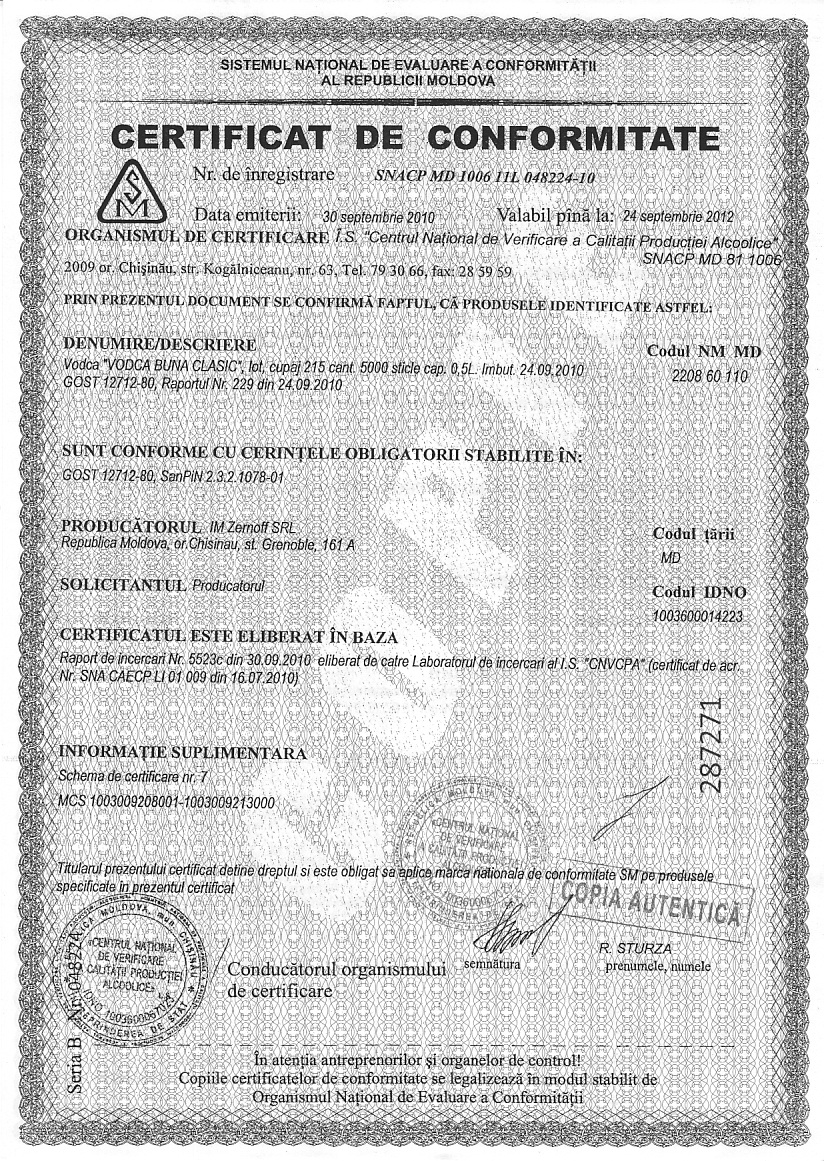 SISTEMUL NAȚIONAL DE EVALUARE A CONFORMITĂȚII
AL REPUBLICII MOLDOVA
CERTIFICAT DE CONFORMITATE
SM
Nr. de înregistrare SNACP MD 1006 11L 048224-10
Data emiterii: 30 septembrie 2010 Valabil pînă la: 24 septembrie 2012
ORGANISMUL DE CERTIFICARE Î.S. "Centrul Național de Verificare a Calitații Producției Alcoolice"
SNACP MD 81 1006
2009 or. Chișinău, str. Kogălniceanu, nr. 63, Tel. 79 30 66, fax: 28 59 59
PRIN PREZENTUL DOCUMENT SE CONFIRMĂ FAPTUL, CĂ PRODUSELE IDENTIFICATE ASTFEL:
DENUMIRE/DESCRIERE
Codul NM MD
Vodca "VODCA BUNA CLASIC", lot, cupaj 215 cant. 5000 sticle cap. 0,5L. Imbut. 24.09.2010
2208 60 110
GOST 12712-80, Raportul Nr. 229 din 24.09.2010
SUNT CONFORME CU CERINȚELE OBLIGATORII STABILITE ÎN:
GOST 12712-80, SanPiN 2.3.2.1078-01
PRODUCĂTORUL IM Zernoff SRL
Codul țării
Republica Moldova, or.Chisinau, st. Grenoble, 161 A
MD
SOLICITANTUL Producatorul
Codul IDNO
1003600014223
CERTIFICATUL ESTE ELIBERAT ÎN BAZA
Raport de incercari Nr. 5523c din 30.09.2010 eliberat de catre Laboratorul de incercari al I.S. "CNVCPA" (certificat de acr.
Nr. SNA CAECP LI 01 009 din 16.07.2010)
287271
INFORMAȚIE SUPLIMENTARA
Schema de certificare nr. 7
MCS 1003009208001-1003009213000
COPIE
REPUBLICA MOLDOVA, mun. CHIȘINĂU
«CENTRUL NAȚIONAL
DE VERIFICARE
A CALITĂȚII PRODUCȚIEI
Titularul prezentului certificat detine dreptul si este obligat sa aplice marca nationala de conformitate SM pe produsele
specificate in prezentul certificat
COPIA AUTENTICĂ
MOLDOVA, mun. CHIȘINĂU
«CENTRUL NAȚIONAL
DE VERIFICARE
A CALITĂȚII PRODUCȚIEI
ALCOOLICE»
ÎNTREPRINDEREA DE STAT
Conducătorul organismului
de certificare
semnătura
R. STURZA
prenumele, numele
Seria B Nr. 048224
În atenția antreprenorilor și organelor de control!
Copiile certificatelor de conformitate se legalizează în modul stabilit de
Organismul Național de Evaluare a Conformității